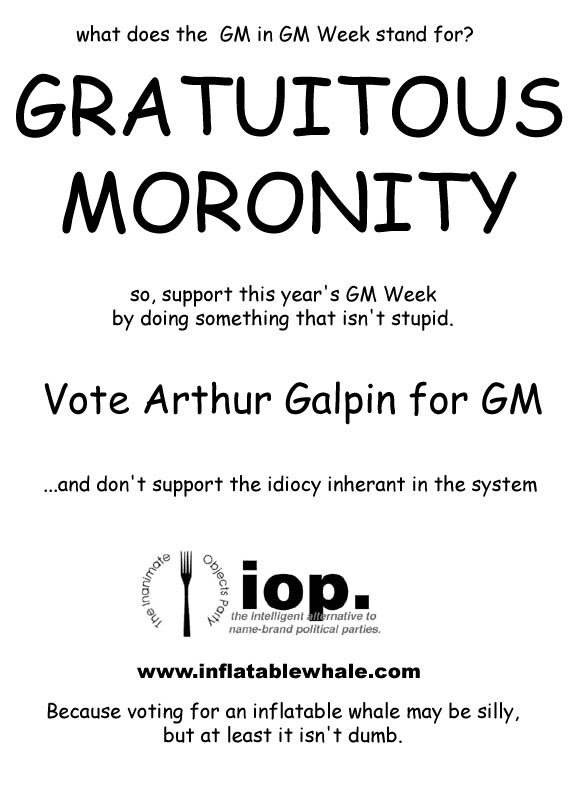 what does the  GM in GM Week stand for?
GRATUITOUS
MORONITY
so, support this year's GM Week
by doing something that isn't stupid.
Vote Arthur Galpin for GM
...and don't support the idiocy inherant in the system
The Inanimate Objects Party
iop.
the intelligent alternative to
name-brand political parties.
www.inflatablewhale.com
Because voting for an inflatable whale may be silly,
but at least it isn't dumb.